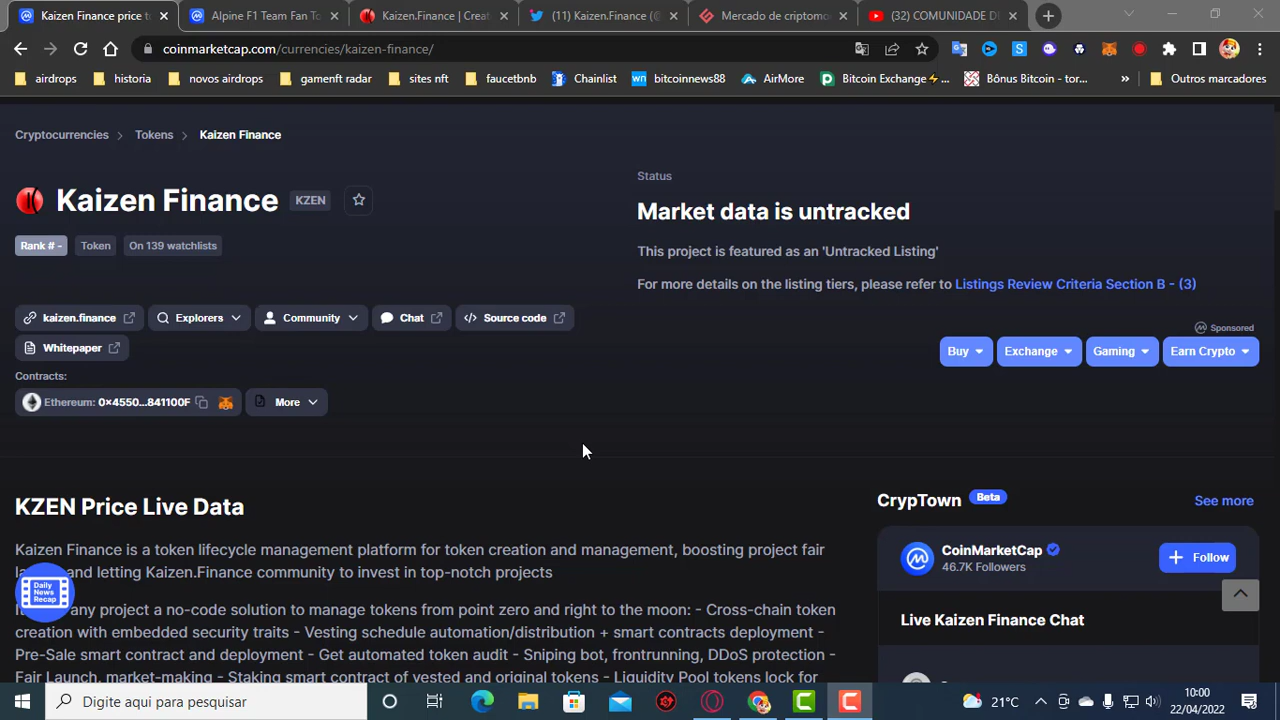 Kaizen Finance price t
Alpine F1 Team Fan To
Kaizen.Finance | Creat
(11) Kaizen.Finance (@
Mercado de criptomo
(32) COMUNIDADE D
coinmarketcap.com/currencies/kaizen-finance/
airdrops
historia
novos airdrops
gamenft radar
sites nft
faucetbnb
Chainlist
wn bitcoinnews88
AirMore
Bitcoin Exchange⚡...
Bônus Bitcoin - tor...
»
Outros marcadores
Cryptocurrencies > Tokens > Kaizen Finance
Kaizen Finance KZEN
Rank # - Token On 139 watchlists
Status
Market data is untracked
This project is featured as an 'Untracked Listing'
For more details on the listing tiers, please refer to Listings Review Criteria Section B - (3)
kaizen.finance Explorers Community Chat Source code
Whitepaper
Sponsored
Buy Exchange Gaming Earn Crypto
Contracts:
Ethereum: 0x4550...841100F More
KZEN Price Live Data
Kaizen Finance is a token lifecycle management platform for token creation and management, boosting project fair
and letting Kaizen.Finance community to invest in top-notch projects
any project a no-code solution to manage tokens from point zero and right to the moon: - Cross-chain token
creation with embedded security traits - Vesting schedule automation/distribution + smart contracts deployment -
Pre-Sale smart contract and deployment - Get automated token audit - Sniping bot, frontrunning, DDoS protection -
Fair Launch, market-making - Staking smart contract of vested and original tokens - Liquidity Pool tokens lock for
Daily
News
Recap
CrypTown Beta See more
CoinMarketCap
46.7K Followers
+ Follow
Live Kaizen Finance Chat
Digite aqui para pesquisar
21°C
10:00
22/04/2022